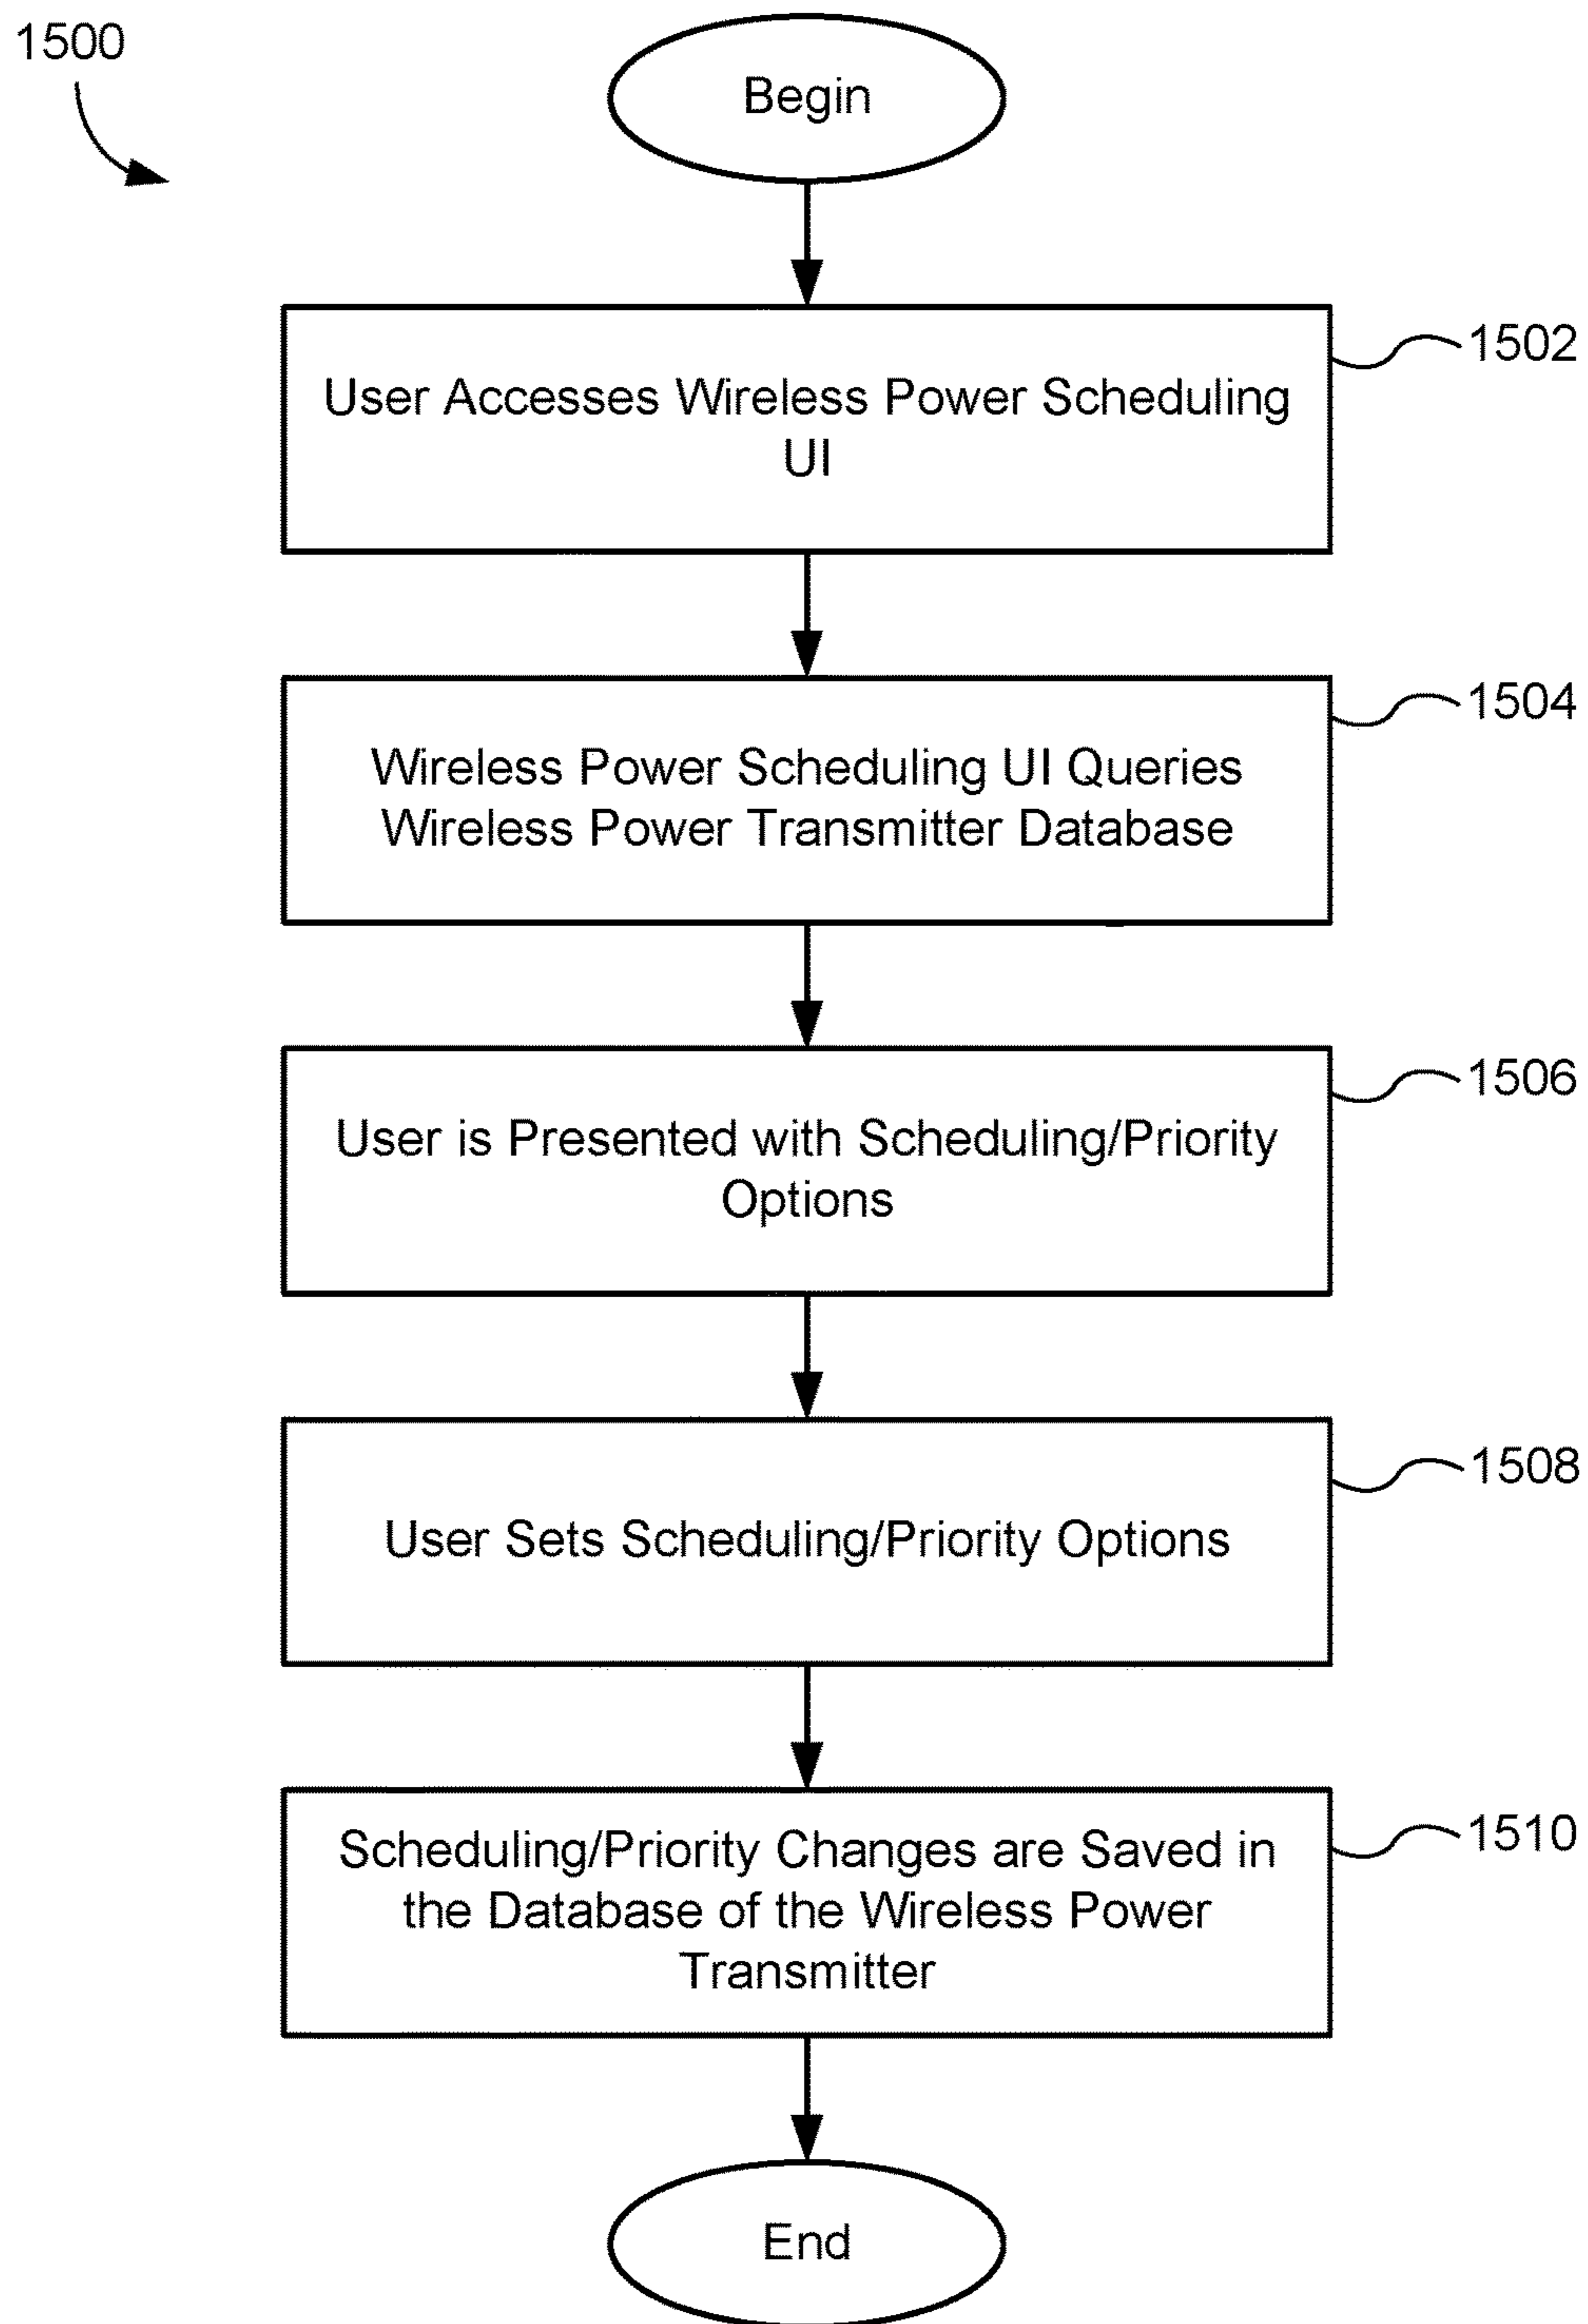 1500
Begin
1502
User Accesses Wireless Power Scheduling
UI
1504
Wireless Power Scheduling UI Queries
Wireless Power Transmitter Database
1506
User is Presented with Scheduling/Priority
Options
1508
User Sets Scheduling/Priority Options
1510
Scheduling/Priority Changes are Saved in
the Database of the Wireless Power
Transmitter
End